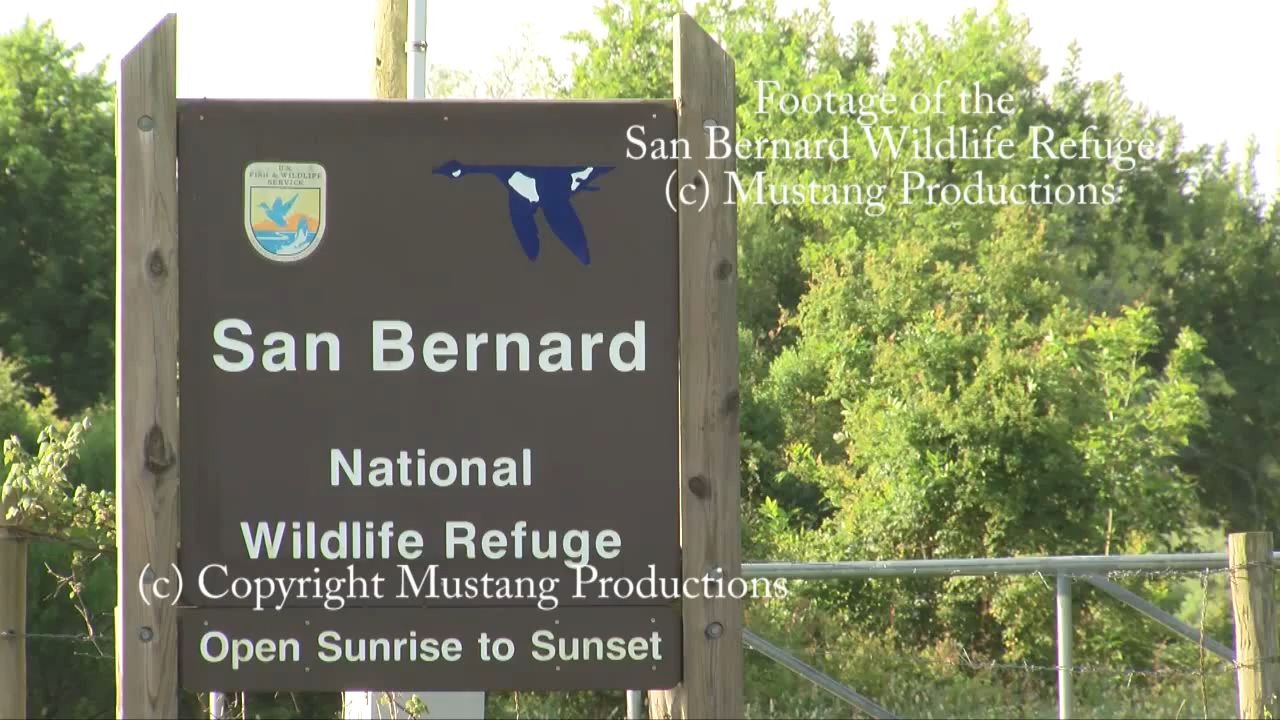 Footage of the
San Bernard Wildlife Refuge
(c) Mustang Productions
U.S.
FISH & WILDLIFE
SERVICE
San Bernard
National
Wildlife Refuge
(c) Copyright Mustang Productions
Open Sunrise to Sunset